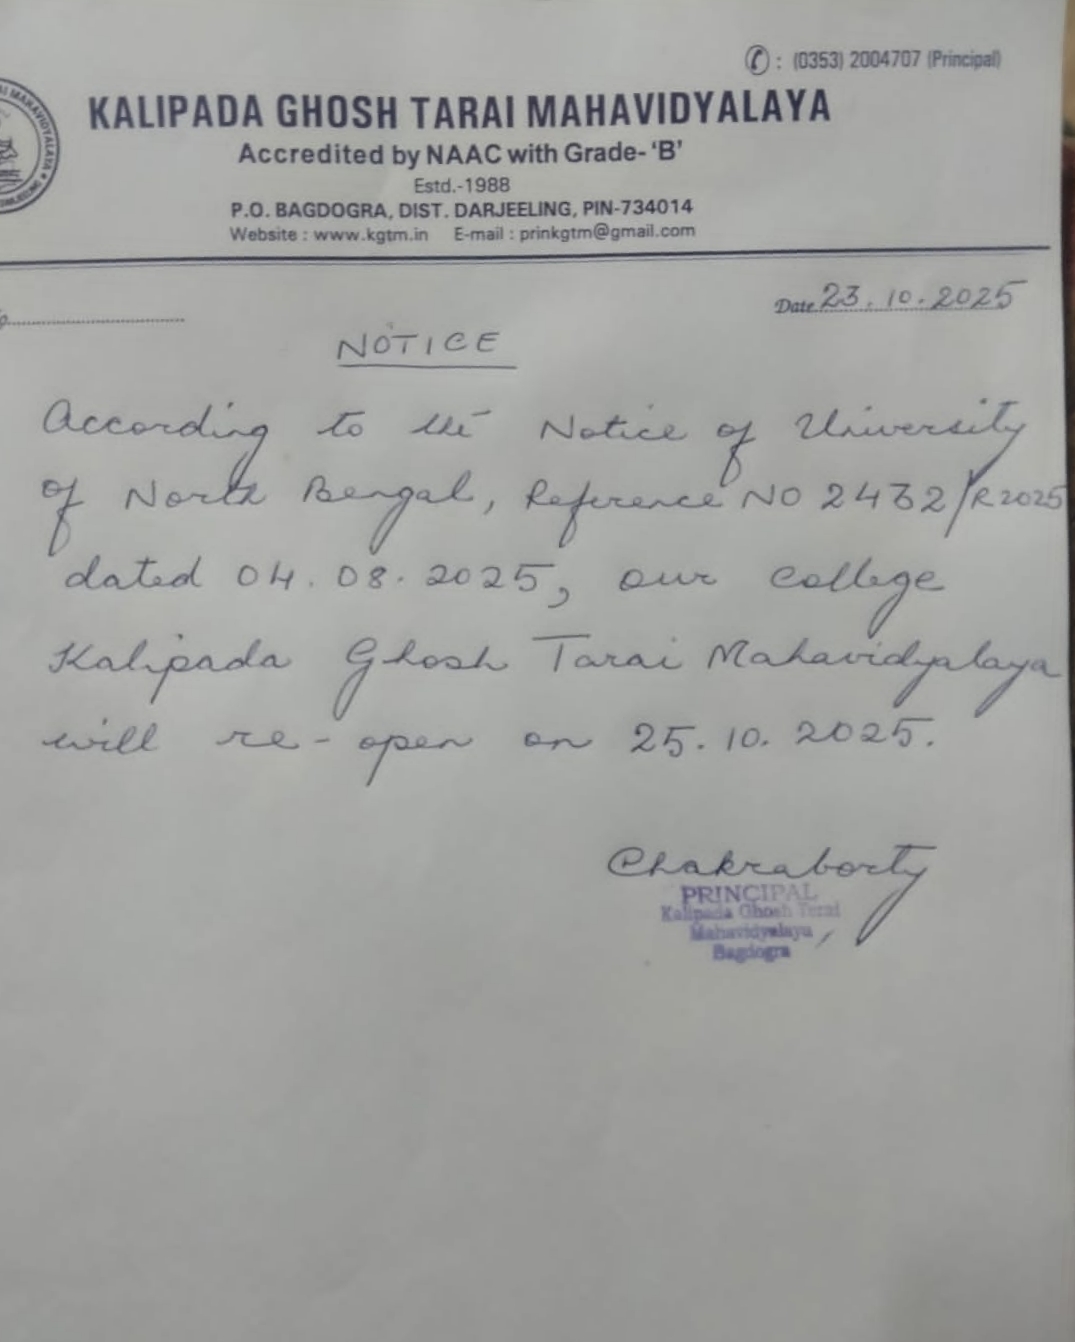 ✆ : (0353) 2004707 (Principal)
KALIPADA GHOSH TARAI MAHAVIDYALAYA
Accredited by NAAC with Grade- ‘B’
Estd.-1988
P.O. BAGDOGRA, DIST. DARJEELING, PIN-734014
Website : www.kgtm.in E-mail : prinkgtm@gmail.com
Date 23.10.2025
NOTICE
According to the Notice of University
of North Bengal, Reference NO 2432/R2025
dated 04.08.2025, our college
Kalipada Ghosh Tarai Mahavidyalaya
will re-open on 25.10.2025.
Chakraborty
PRINCIPAL
Kalipada Ghosh Terai
Mahavidyalaya
Bagdogra